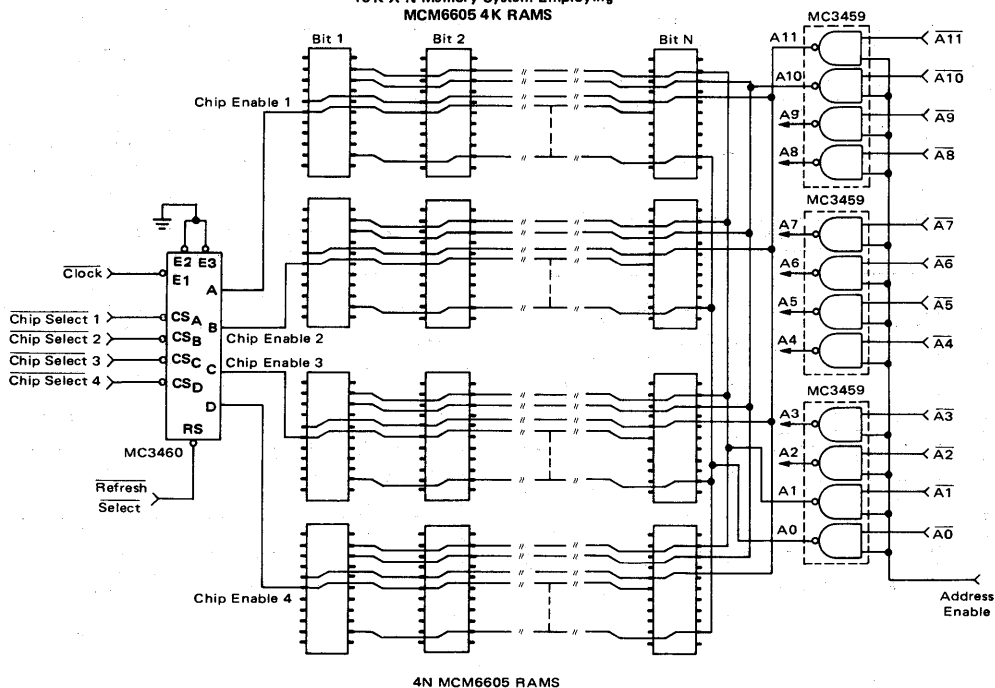 16K X N Memory System Employing
MCM6605 4K RAMS
Bit 1
Bit 2
Bit N
MC3459
A11
A11
A10
A10
A9
A9
A8
A8
Chip Enable 1
MC3459
A7
A7
A6
A6
A5
A5
A4
A4
E2 E3
Clock
E1
A
Chip Select 1
CSA
B
Chip Select 2
CSB
Chip Enable 2
Chip Select 3
CSC
C
Chip Enable 3
Chip Select 4
CSD
D
RS
MC3460
Refresh
Select
MC3459
A3
A3
A2
A2
A1
A1
A0
A0
Chip Enable 4
Address
Enable
4N MCM6605 RAMS